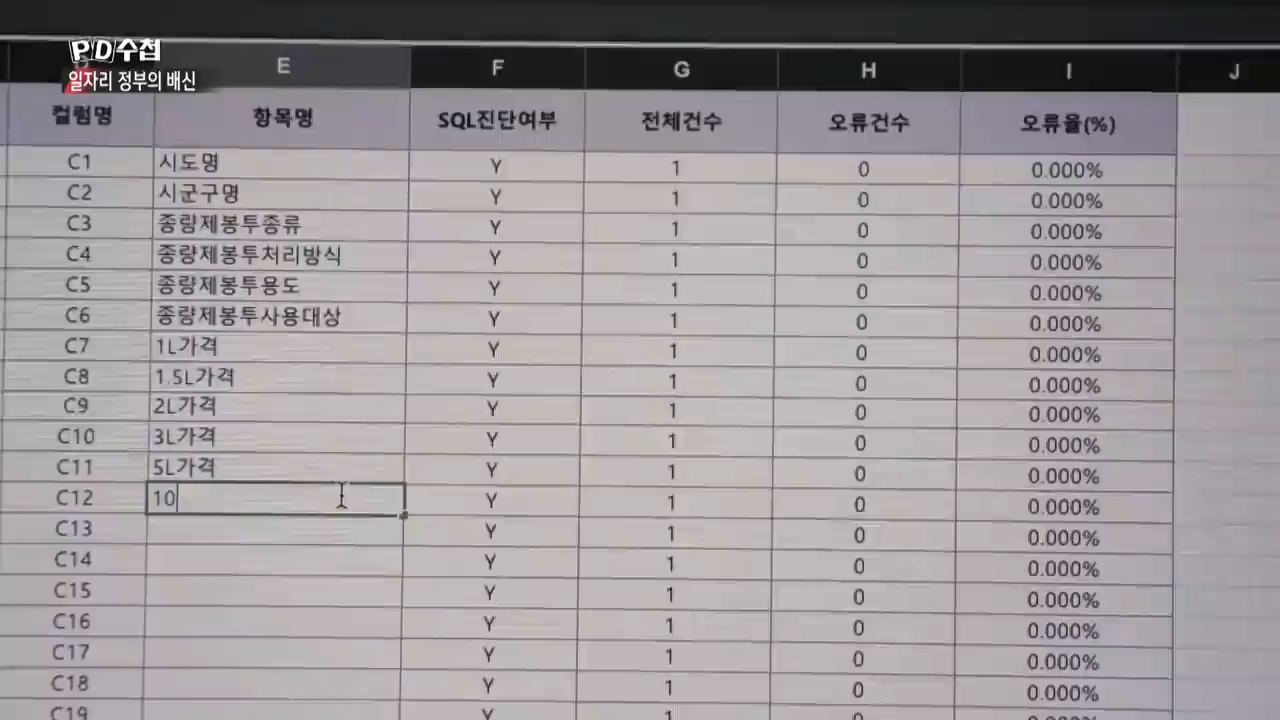 PD수첩
일자리 정부의 배신
E F G H I J
컬럼명 항목명 SQL진단여부 전체건수 오류건수 오류율(%)
C1 시도명 Y 1 0 0.000%
C2 시군구명 Y 1 0 0.000%
C3 종량제봉투종류 Y 1 0 0.000%
C4 종량제봉투처리방식 Y 1 0 0.000%
C5 종량제봉투용도 Y 1 0 0.000%
C6 종량제봉투사용대상 Y 1 0 0.000%
C7 1L가격 Y 1 0 0.000%
C8 1.5L가격 Y 1 0 0.000%
C9 2L가격 Y 1 0 0.000%
C10 3L가격 Y 1 0 0.000%
C11 5L가격 Y 1 0 0.000%
C12 10 Y 1 0 0.000%
C13 Y 1 0 0.000%
C14 Y 1 0 0.000%
C15 Y 1 0 0.000%
C16 Y 1 0 0.000%
C17 Y 1 0 0.000%
C18 Y 1 0 0.000%
C19 Y 1 0 0.000%